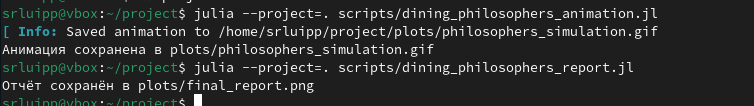 srluipp@vbox:~/project$ julia --project=. scripts/dining_philosophers_animation.jl
[ Info: Saved animation to /home/srluipp/project/plots/philosophers_simulation.gif
Анимация сохранена в plots/philosophers_simulation.gif
srluipp@vbox:~/project$ julia --project=. scripts/dining_philosophers_report.jl
Отчёт сохранён в plots/final_report.png
srluipp@vbox:~/project$